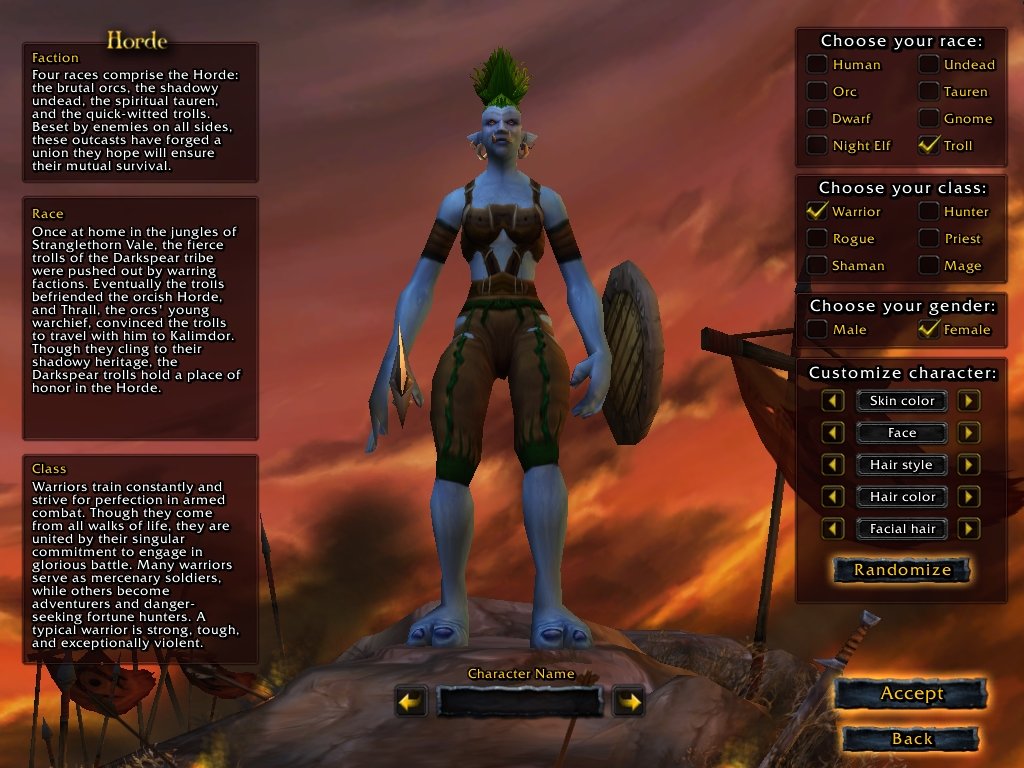 Horde
Faction
Four races comprise the Horde:
the brutal orcs, the shadowy
undead, the spiritual tauren,
and the quick-witted trolls.
Beset by enemies on all sides,
these outcasts have forged a
union they hope will ensure
their mutual survival.
Race
Once at home in the jungles of
Stranglethorn Vale, the fierce
trolls of the Darkspear tribe
were pushed out by warring
factions. Eventually the trolls
befriended the orcish Horde,
and Thrall, the orcs' young
warchief, convinced the trolls
to travel with him to Kalimdor.
Though they cling to their
shadowy heritage, the
Darkspear trolls hold a place of
honor in the Horde.
Class
Warriors train constantly and
strive for perfection in armed
combat. Though they come
from all walks of life, they are
united by their singular
commitment to engage in
glorious battle. Many warriors
serve as mercenary soldiers,
while others become
adventurers and danger-
seeking fortune hunters. A
typical warrior is strong, tough,
and exceptionally violent.
Character Name
Choose your race:
Human Undead
Orc Tauren
Dwarf Gnome
Night Elf Troll
Choose your class:
Warrior Hunter
Rogue Priest
Shaman Mage
Choose your gender:
Male Female
Customize character:
Skin color
Face
Hair style
Hair color
Facial hair
Randomize
Accept
Back